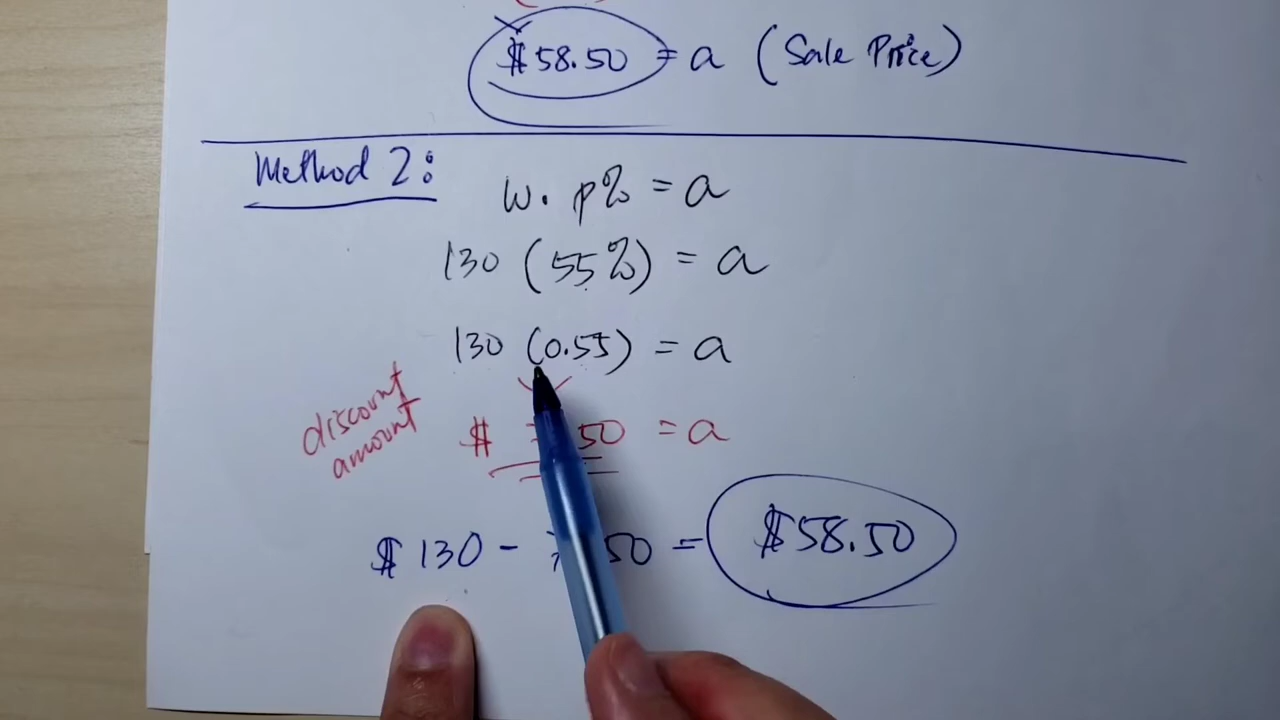 $58.50 = a (Sale Price)
Method 2:
w. p% = a
130 (55%) = a
130 (0.55) = a
discount
amount
$ 50 = a
$130 - 50 = $58.50